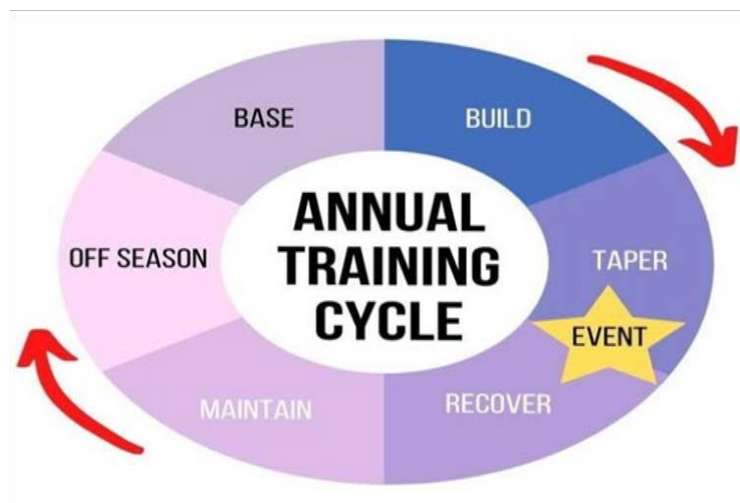 BASE
BUILD
OFF SEASON
ANNUAL
TRAINING
CYCLE
TAPER
EVENT
MAINTAIN
RECOVER